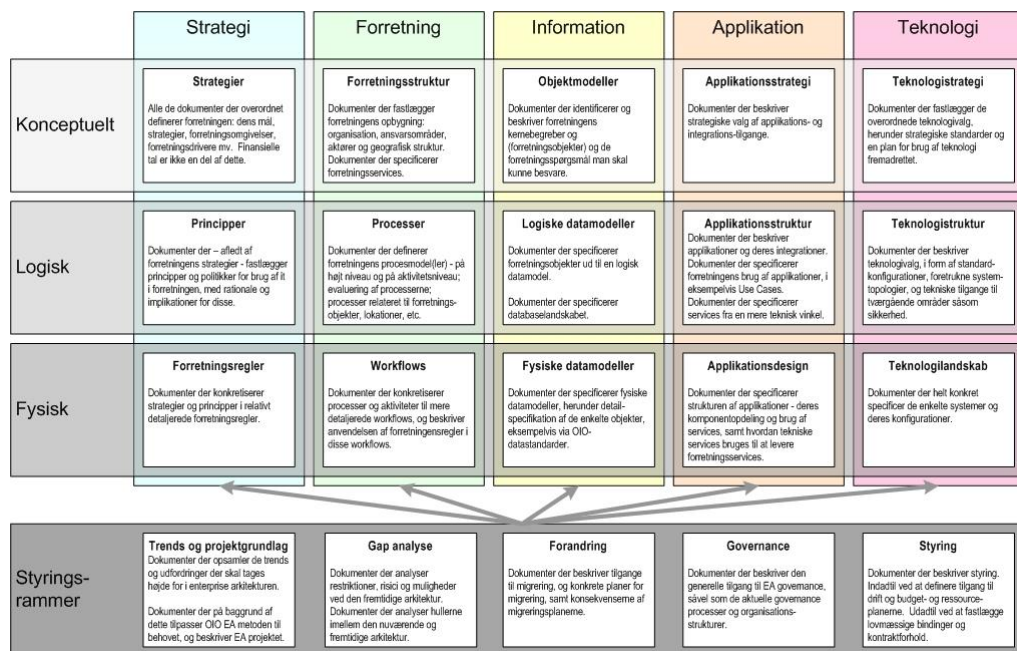 Strategi
Forretning
Information
Applikation
Teknologi
Konceptuelt
Strategier
Alle de dokumenter der overordnet
definerer forretningen: dens mål,
strategier, forretningsomgivelser,
forretningsdrivere mv. Finansielle
tal er ikke en del af dette.
Forretningsstruktur
Dokumenter der fastlægger
forretningens opbygning:
organisation, ansvarsområder,
aktører og geografisk struktur.
Dokumenter der specificerer
forretningsservices.
Objektmodeller
Dokumenter der identificerer og
beskriver forretningens
kernebegreber og
(forretningsobjekter) og de
forretningsspørgsmål man skal
kunne besvare.
Applikationsstrategi
Dokumenter der beskriver
strategiske valg af applikations- og
integrations-tilgange.
Teknologistrategi
Dokumenter der fastlægger de
overordnede teknologivalg,
herunder strategiske standarder og
en plan for brug af teknologi
fremadrettet.
Logisk
Principper
Dokumenter der – afledt af
forretningens strategier - fastlægger
principper og politikker for brug af it
i forretningen, med rationale og
implikationer for disse.
Processer
Dokumenter der definerer
forretningens procesmodel(ler) - på
højt niveau og på aktivitetsniveau;
evaluering af processerne;
processer relateret til forretnings-
objekter, lokationer, etc.
Logiske datamodeller
Dokumenter der specificerer
forretningsobjekter ud til en logisk
datamodel.
Dokumenter der specificerer
databaselandskabet.
Applikationsstruktur
Dokumenter der beskriver
applikationer og deres integrationer.
Dokumenter der specificerer
forretningens brug af applikationer, i
eksempelvis Use Cases.
Dokumenter der specificerer
services fra en mere teknisk vinkel.
Teknologistruktur
Dokumenter der beskriver
teknologivalg, i form af standard-
konfigurationer, foretrukne system-
topologier, og tekniske tilgange til
tværgående områder såsom
sikkerhed.
Fysisk
Forretningsregler
Dokumenter der konkretiserer
strategier og principper i relativt
detaljerede forretningsregler.
Workflows
Dokumenter der konkretiserer
processer og aktiviteter til mere
detaljerede workflows, og beskriver
anvendelsen af forretningensregler i
disse workflows.
Fysiske datamodeller
Dokumenter der specificerer fysiske
datamodeller, herunder detail-
specifikation af de enkelte objekter,
eksempelvis via OIO-
datastandarder.
Applikationsdesign
Dokumenter der specificerer
strukturen af applikationer - deres
komponentopdeling og brug af
services, samt hvordan tekniske
services bruges til at levere
forretningsservices.
Teknologilandskab
Dokumenter der helt konkret
specificer de enkelte systemer og
deres konfigurationer.
Styrings-
rammer
Trends og projektgrundlag
Dokumenter der opsamler de trends
og udfordringer der skal tages
højde for i enterprise arkitekturen.
Dokumenter der på baggrund af
dette tilpasser OIO EA metoden til
behovet, og beskriver EA projektet.
Gap analyse
Dokumenter der analyser
restriktioner, risici og muligheder
ved den fremtidige arkitektur.
Dokumenter der analyser hullerne
imellem den nuværende og
fremtidige arkitektur.
Forandring
Dokumenter der beskriver tilgange
til migrering, og konkrete planer for
migrering, samt konsekvenserne af
migreringsplanerne.
Governance
Dokumenter der beskriver den
generelle tilgang til EA governance,
såvel som de aktuelle governance
processer og organisations-
strukturer.
Styring
Dokumenter der beskriver styring.
Indadtil ved at definere tilgang til
drift og budget- og ressource-
planerne. Udadtil ved at fastlægge
lovmæssige bindinger og
kontraktforhold.